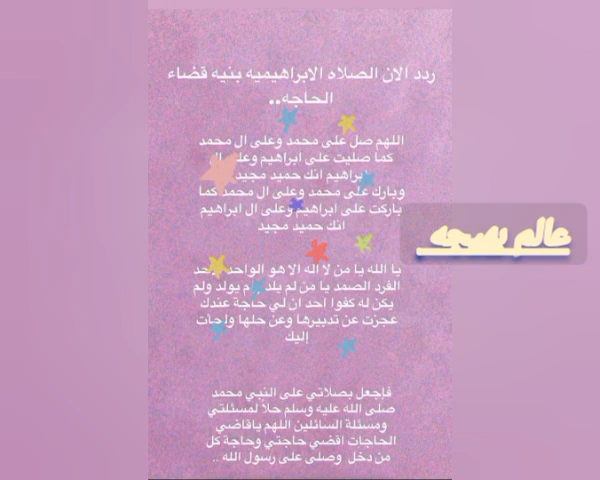 ردد الان الصلاه الابراهيميه بنيه قضاء
الحاجه..
اللهم صل على محمد وعلى ال محمد
كما صليت على ابراهيم وعلى ال
ابراهيم انك حميد مجيد
وبارك على محمد وعلى ال محمد كما
باركت على ابراهيم وعلى ال ابراهيم
انك حميد مجيد
يا الله يا من لا اله الا هو الواحد
الفرد الصمد يا من لم يلد يولد ولم
يكن له كفوا احد ان لي حاجة عندك
عجزت عن تدبيرها وعن حلها
إليك
فإجعل بصلاتي على النبي محمد
صلى الله عليه وسلم حلا لمسئلتي
ومسئلة السائلين اللهم ياقاضي
الحاجات اقضي حاجتي وحاجة كل
من دخل وصلى على رسول الله ..
عالم